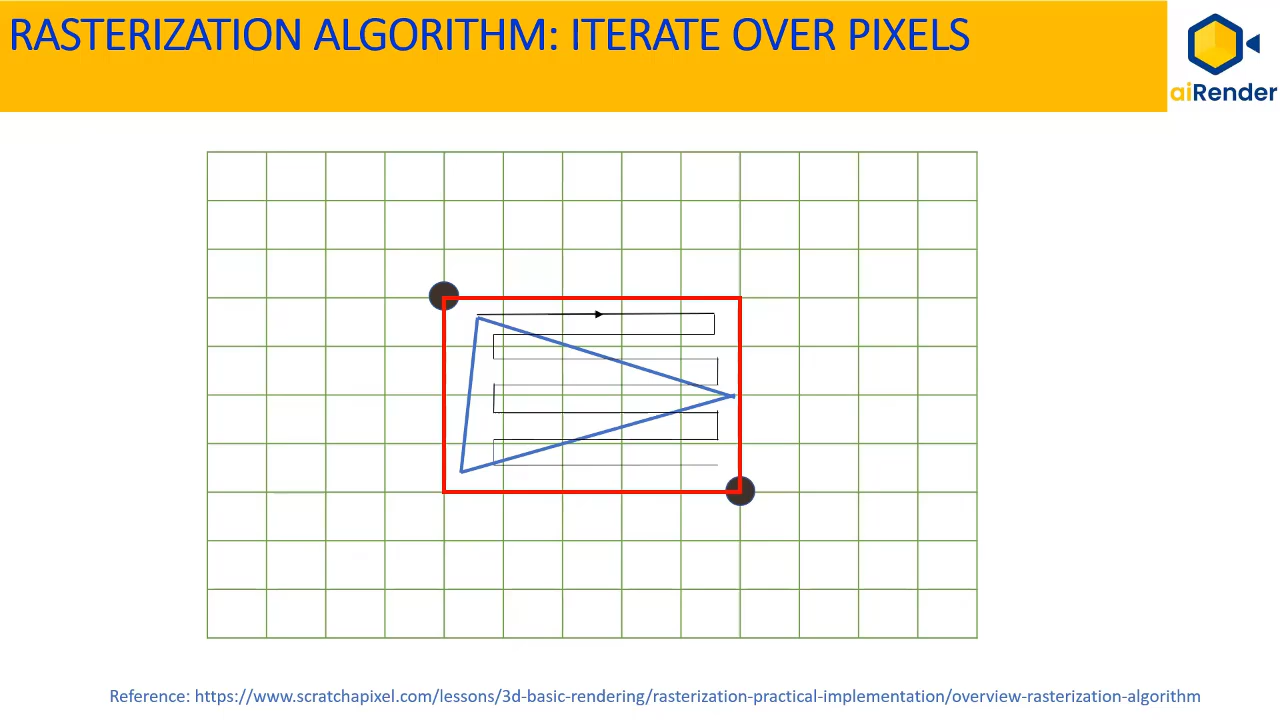 RASTERIZATION ALGORITHM: ITERATE OVER PIXELS
aiRender
Reference: https://www.scratchapixel.com/lessons/3d-basic-rendering/rasterization-practical-implementation/overview-rasterization-algorithm